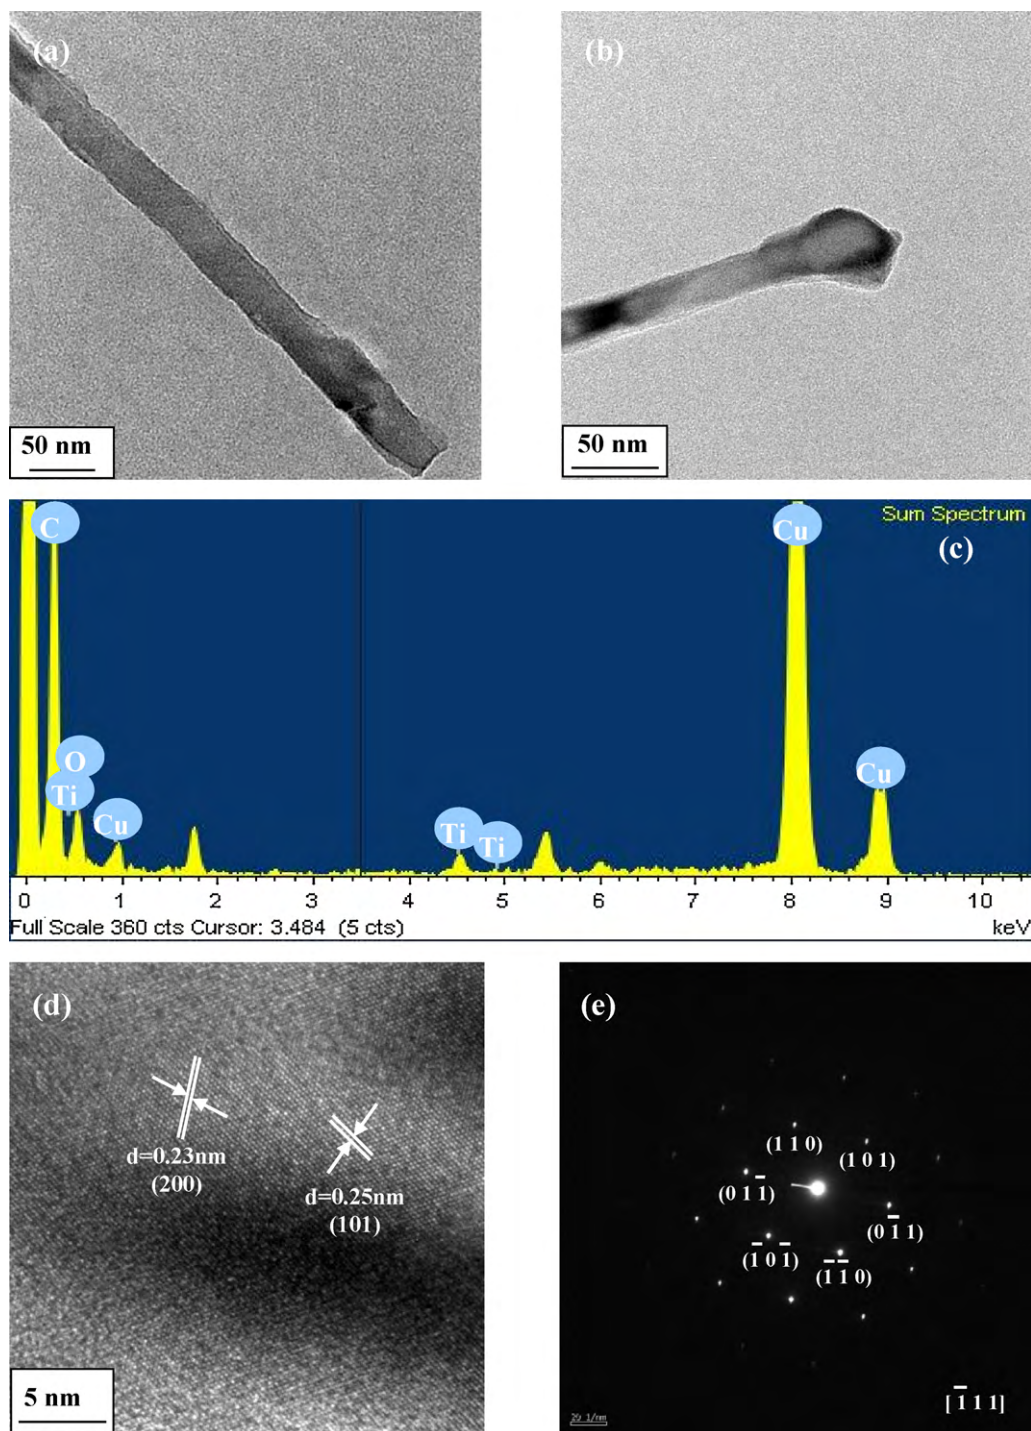 (a)
50 nm
(b)
50 nm
Sum Spectrum
(c)
C
Cu
O
Ti
Cu
Ti
Ti
Cu
0 1 2 3 4 5 6 7 8 9 10
Full Scale 360 cts Cursor: 3.484 (5 cts) keV
(d)
d=0.23nm
(200)
d=0.25nm
(101)
5 nm
(e)
(1 1 0)
(1 0 1)
(0 1 1̅)
(0 1̅ 1)
(1̅ 0 1̅)
(1̅ 1̅ 0)
[1̅ 1 1]
20 1/nm